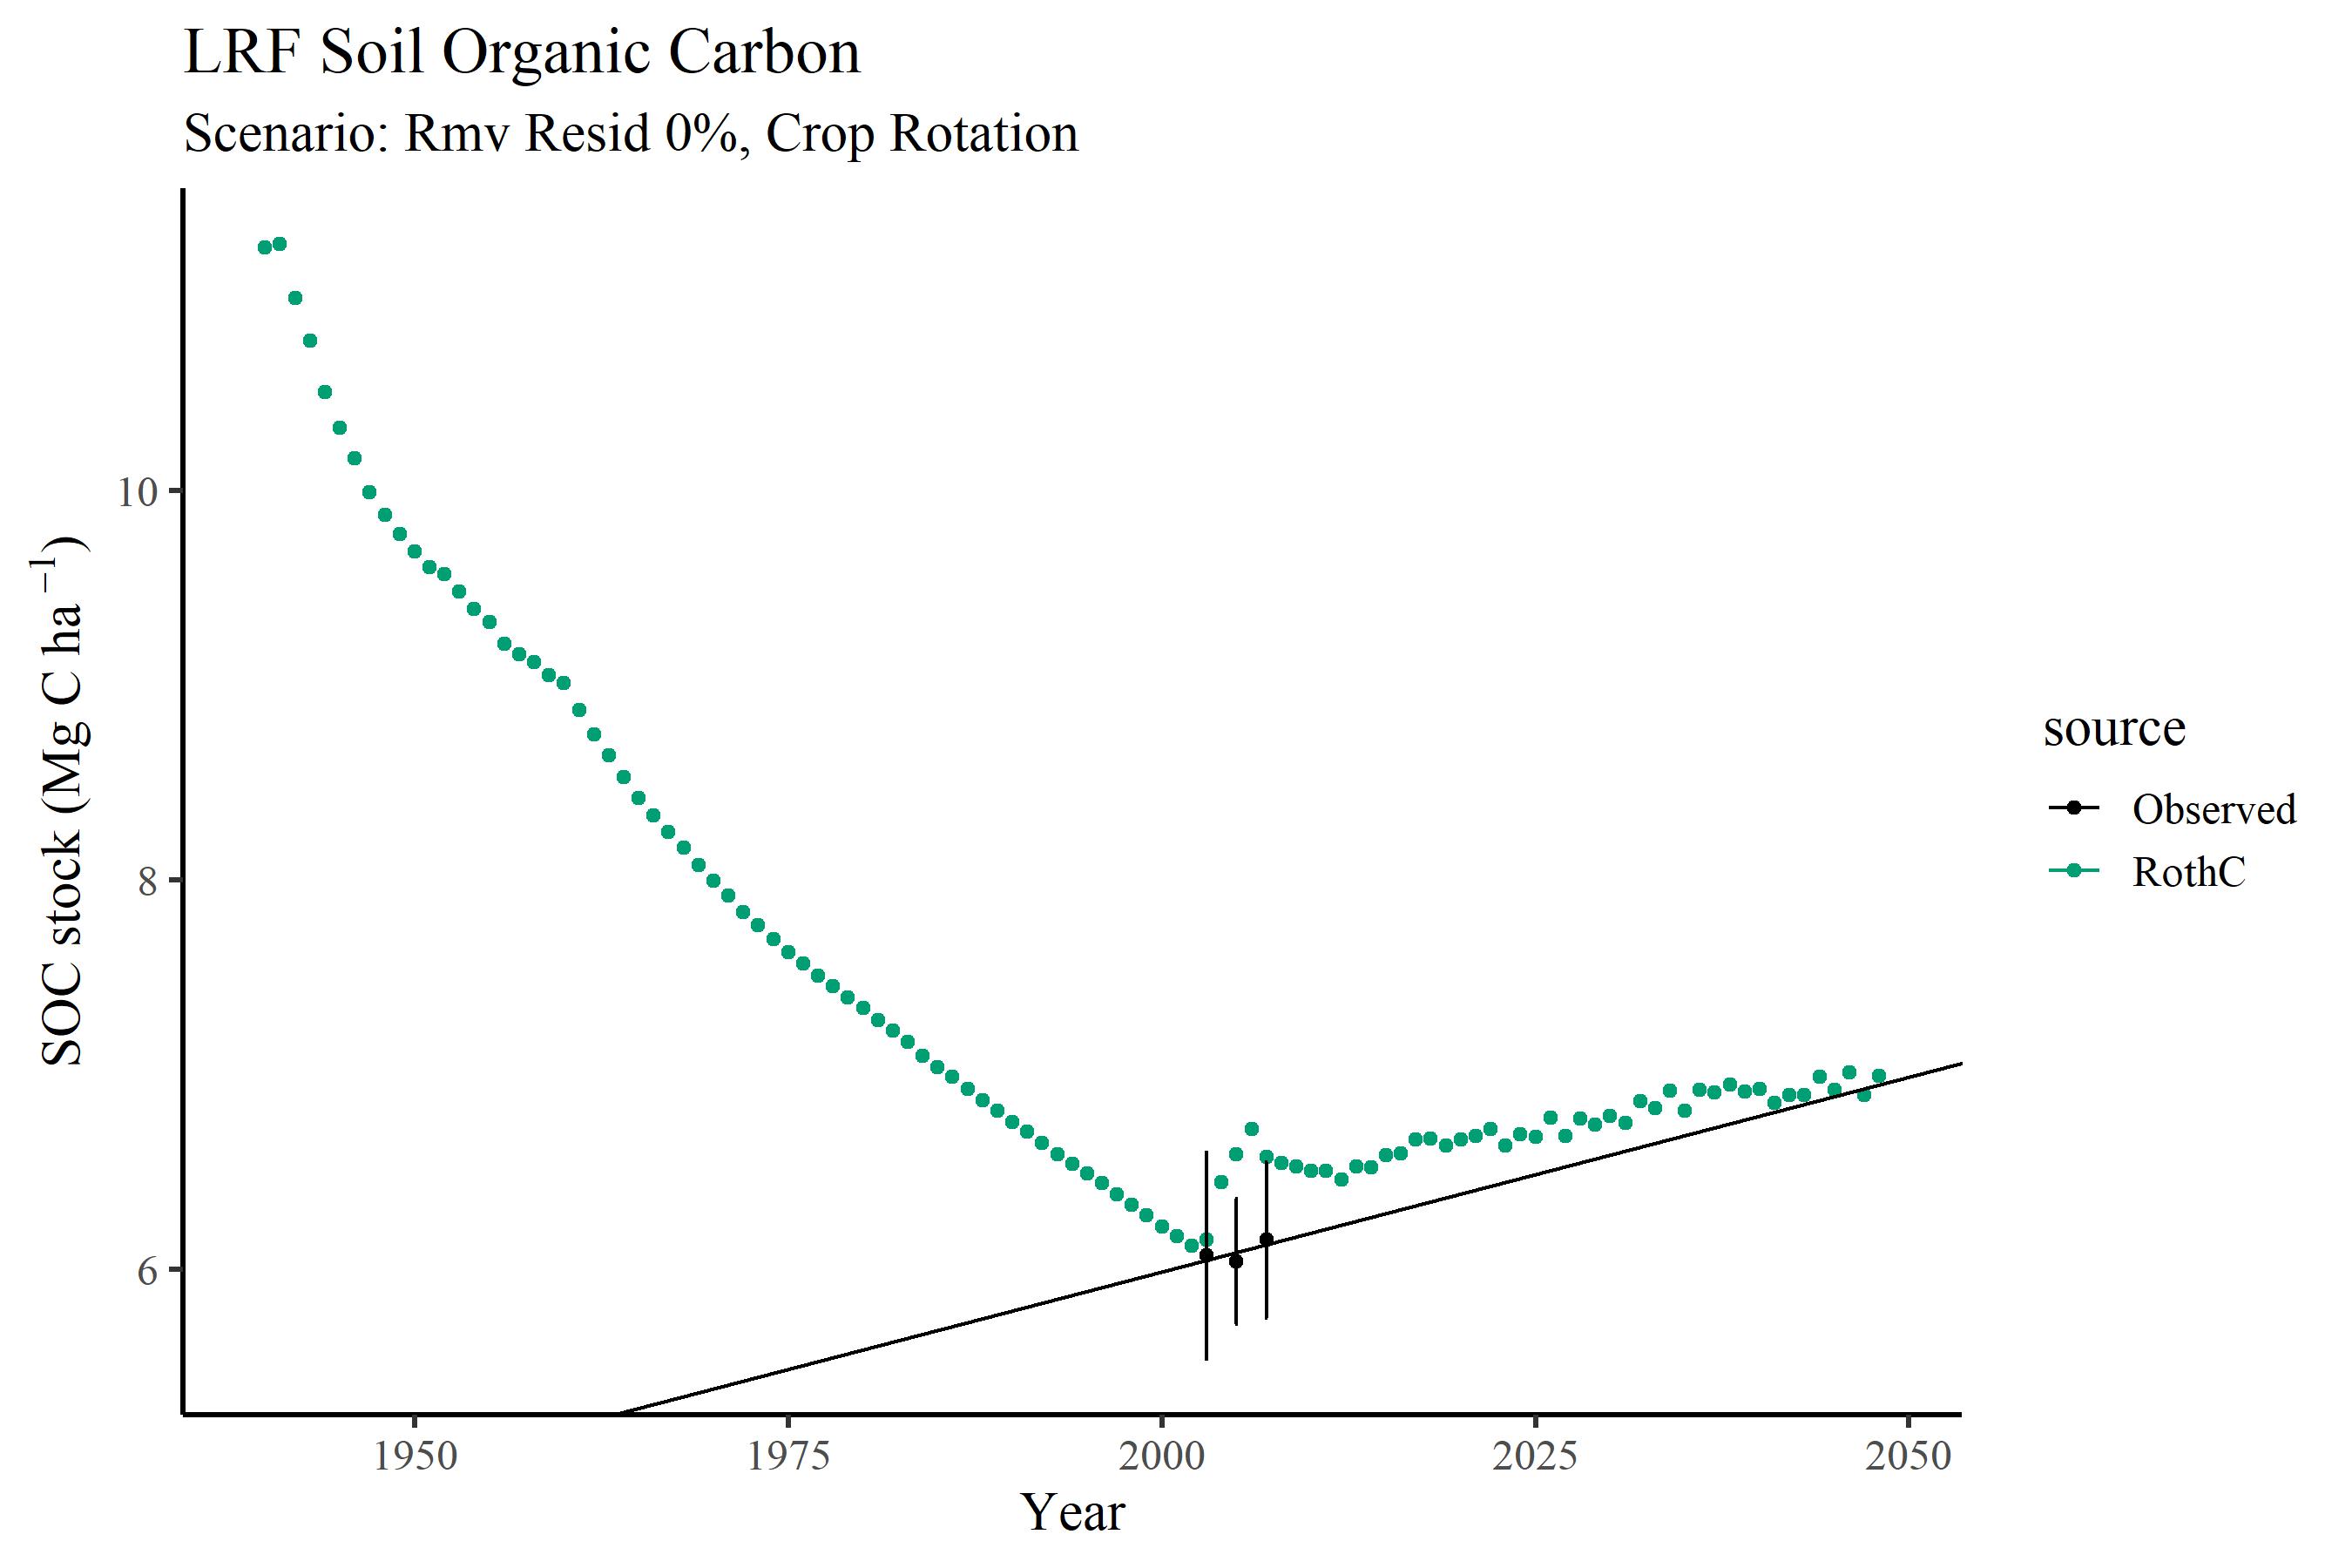 LRF Soil Organic Carbon
Scenario: Rmv Resid 0%, Crop Rotation
SOC stock (Mg C ha⁻¹)
10
8
6
1950 1975 2000 2025 2050
Year
source
Observed
RothC